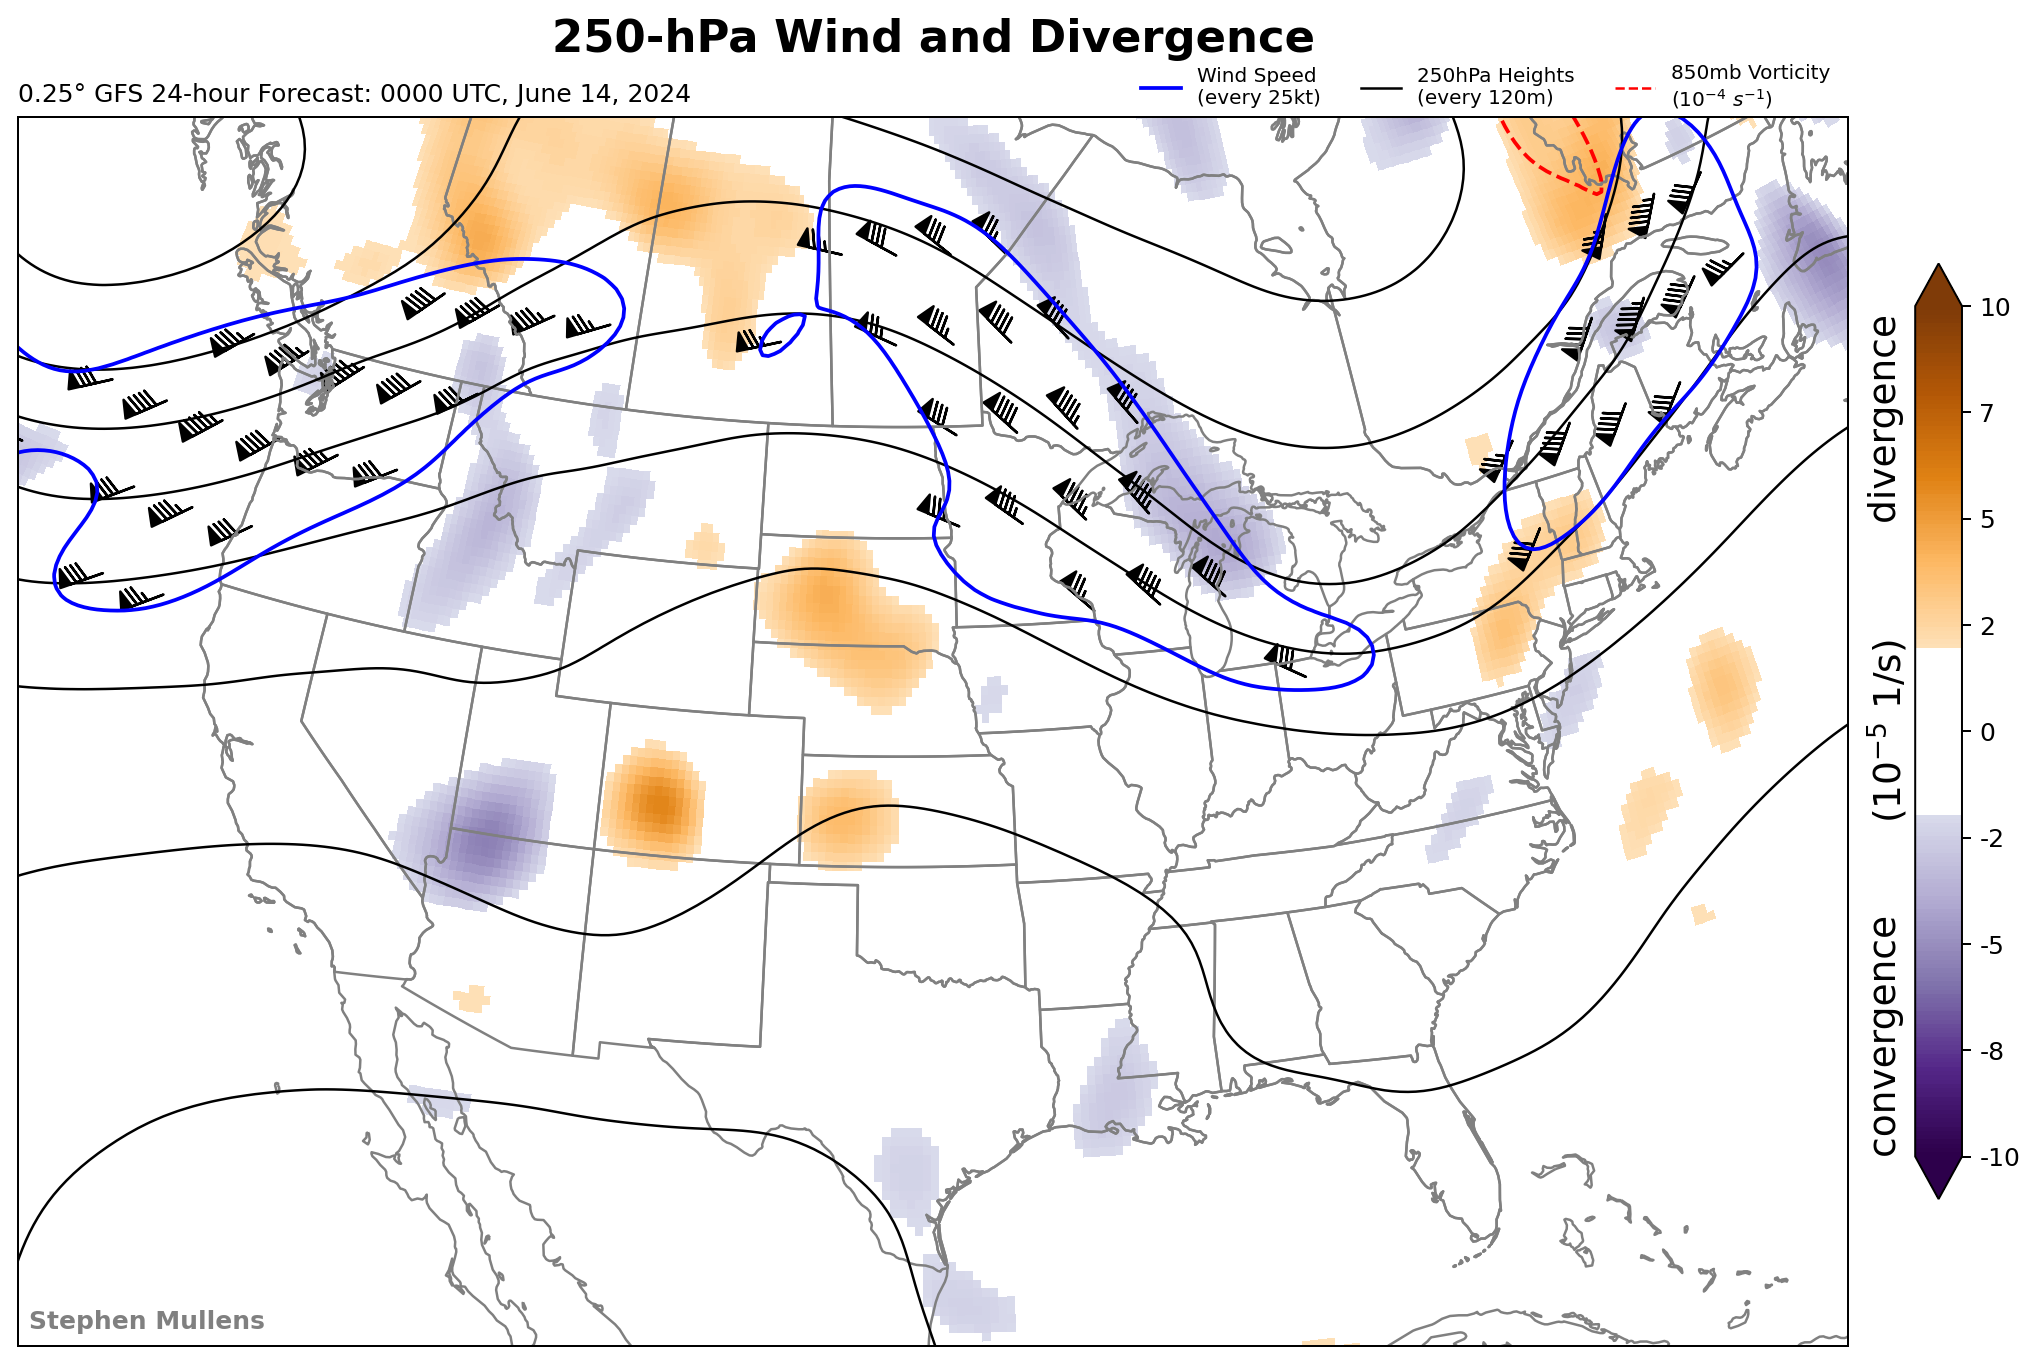 250-hPa Wind and Divergence
0.25° GFS 24-hour Forecast: 0000 UTC, June 14, 2024
Wind Speed
(every 25kt)
250hPa Heights
(every 120m)
850mb Vorticity
(10⁻⁴ s⁻¹)
10
7
5
2
0
-2
-5
-8
-10
convergence (10⁻⁵ 1/s) divergence
Stephen Mullens